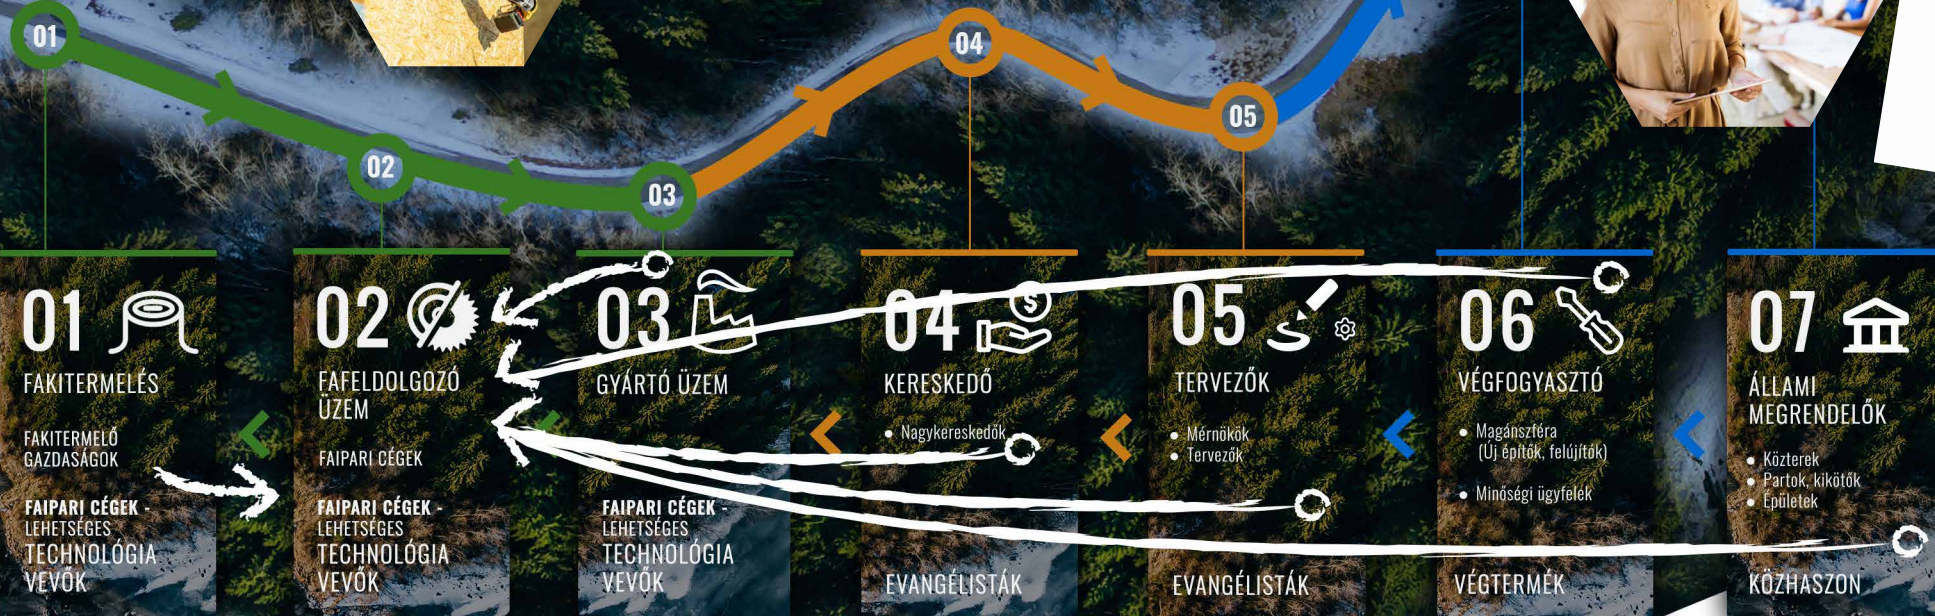 01
02
03
04
05
01
FAKITERMELÉS
FAKITERMELŐ
GAZDASÁGOK
FAIPARI CÉGEK -
LEHETSÉGES
TECHNOLÓGIA
VEVŐK
02
FAFELDOLGOZÓ
ÜZEM
FAIPARI CÉGEK
FAIPARI CÉGEK -
LEHETSÉGES
TECHNOLÓGIA
VEVŐK
03
GYÁRTÓ ÜZEM
FAIPARI CÉGEK -
LEHETSÉGES
TECHNOLÓGIA
VEVŐK
04
$
KERESKEDŐ
• Nagykereskedők
EVANGÉLISTÁK
05
TERVEZŐK
• Mérnökök
• Tervezők
EVANGÉLISTÁK
06
VÉGFOGYASZTÓ
• Magánszféra
(Új építők, felújítók)
• Minőségi ügyfelek
VÉGTERMÉK
07
ÁLLAMI
MEGRENDELŐK
• Közterek
• Partok, kikötők
• Épületek
KÖZHASZON